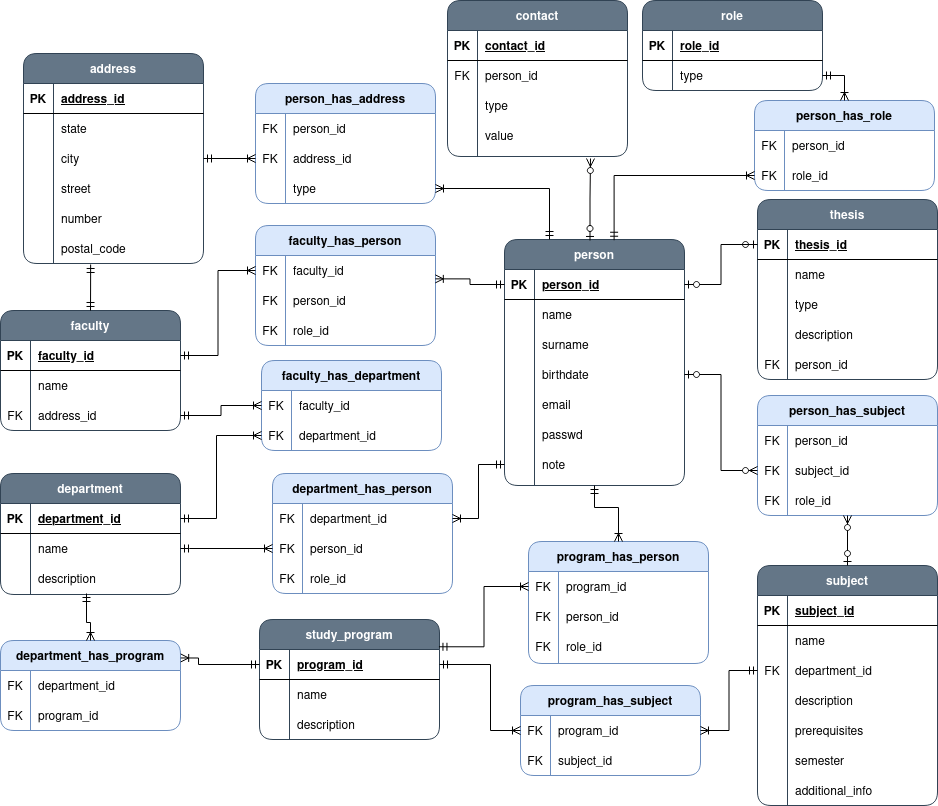 contact
PK contact_id
FK person_id
type
value
role
PK role_id
type
address
PK address_id
state
city
street
number
postal_code
person_has_address
FK person_id
FK address_id
type
person_has_role
FK person_id
FK role_id
faculty_has_person
FK faculty_id
FK person_id
FK role_id
person
PK person_id
name
surname
birthdate
email
passwd
note
thesis
PK thesis_id
name
type
description
FK person_id
faculty
PK faculty_id
name
FK address_id
faculty_has_department
FK faculty_id
FK department_id
person_has_subject
FK person_id
FK subject_id
FK role_id
department
PK department_id
name
description
department_has_person
FK department_id
FK person_id
FK role_id
program_has_person
FK program_id
FK person_id
FK role_id
subject
PK subject_id
name
FK department_id
description
prerequisites
semester
additional_info
department_has_program
FK department_id
FK program_id
study_program
PK program_id
name
description
program_has_subject
FK program_id
FK subject_id